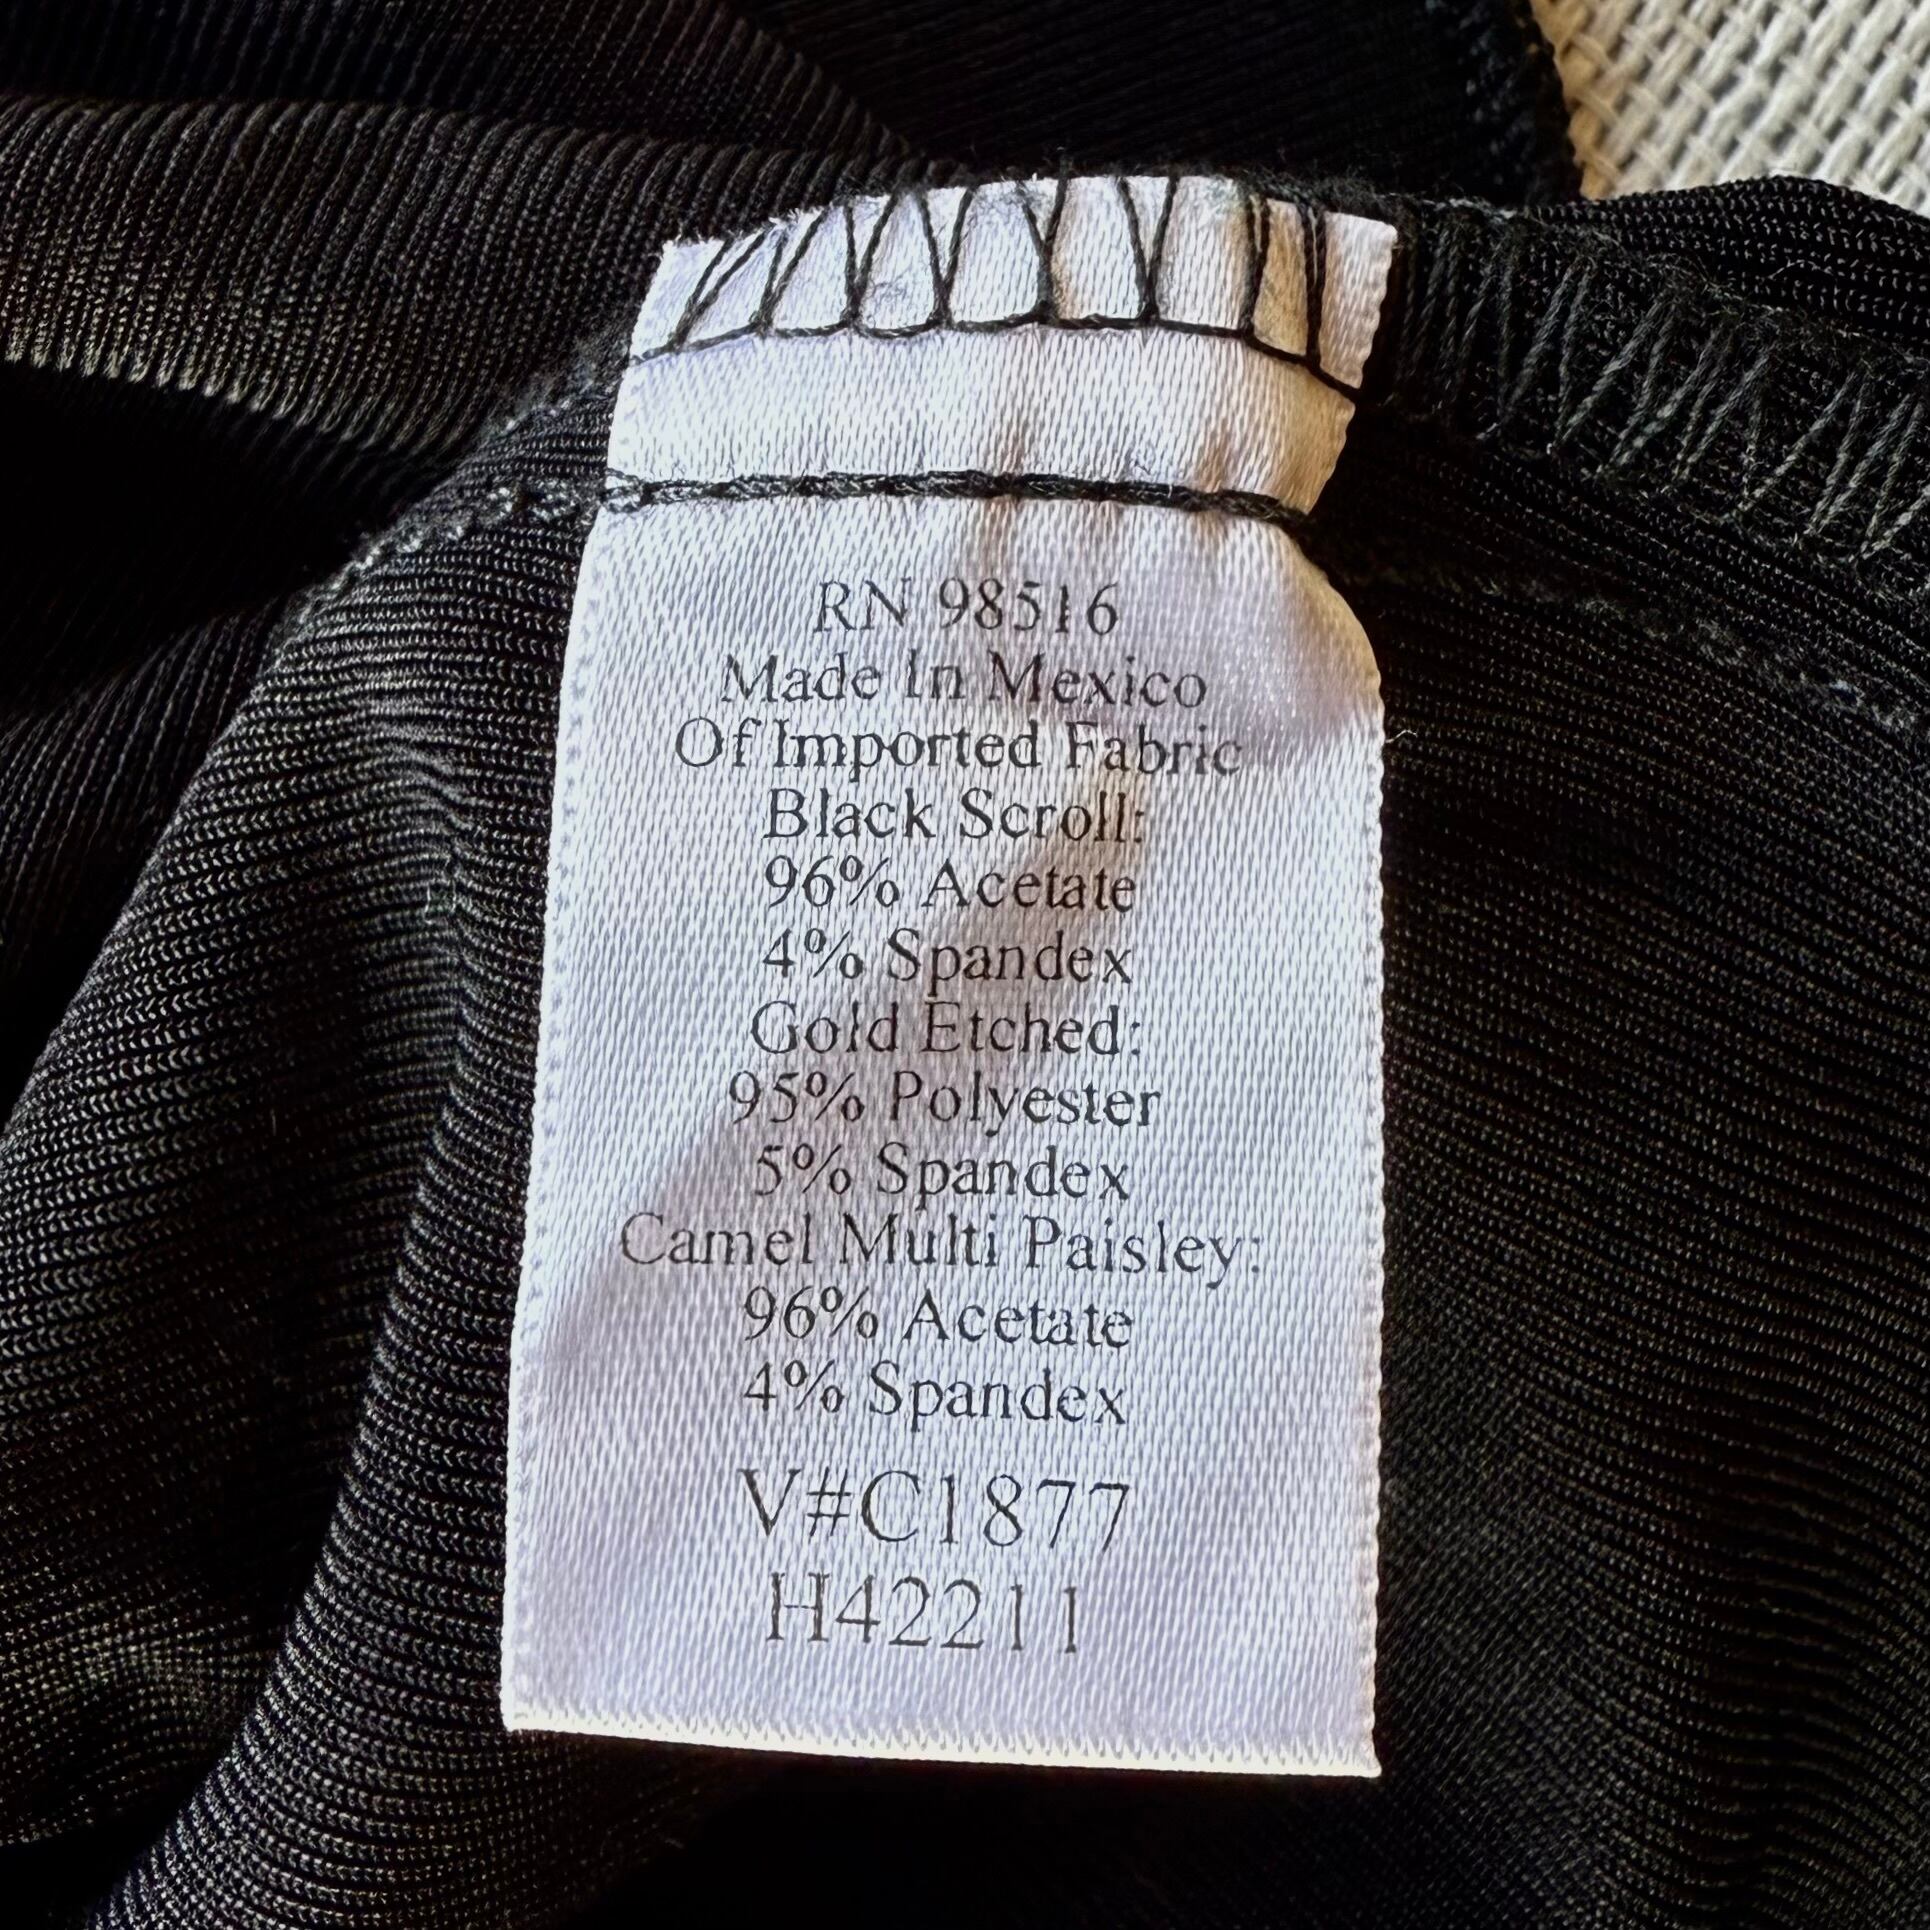 RN 98516
Made In Mexico
Of Imported Fabric
Black Scroll:
96% Acetate
4% Spandex
Gold Etched:
95% Polyester
5% Spandex
Camel Multi Paisley:
96% Acetate
4% Spandex
V#C1877
H42211